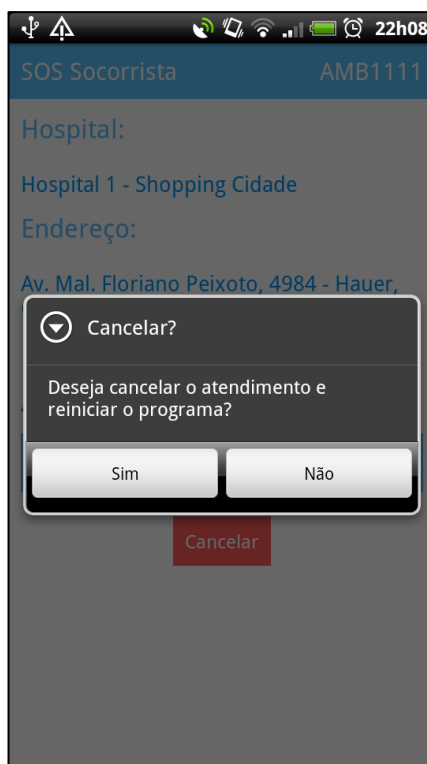 22h08
SOS Socorrista AMB1111
Hospital:
Hospital 1 - Shopping Cidade
Endereço:
Av. Mal. Floriano Peixoto, 4984 - Hauer,
Cancelar?
Deseja cancelar o atendimento e
reiniciar o programa?
Sim Não
Cancelar